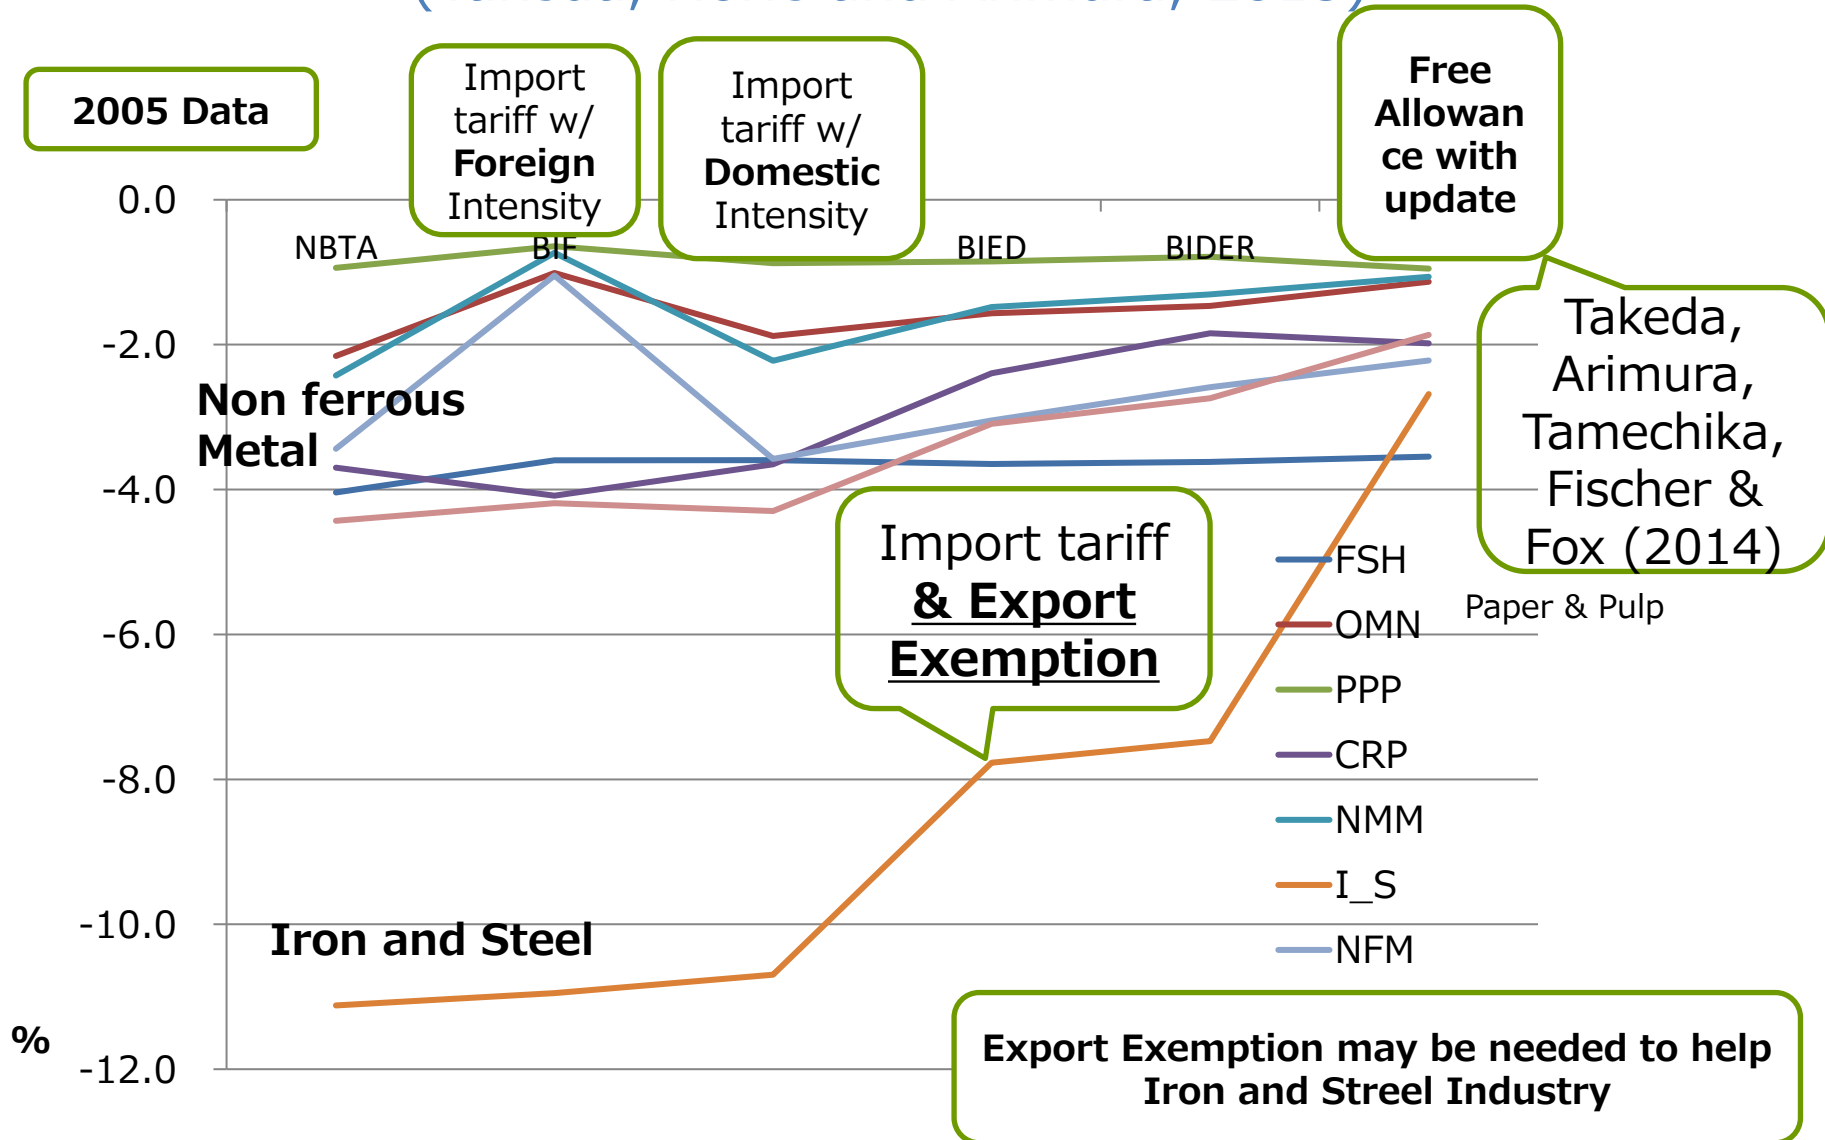 2005 Data
Import
tariff w/
Foreign
Intensity
Import
tariff w/
Domestic
Intensity
Free
Allowan
ce with
update
0.0
NBTA
BIF
BIED
BIDER
-2.0
Non ferrous
Metal
Takeda,
Arimura,
Tamechika,
Fischer &
Fox (2014)
-4.0
Import tariff
& Export
Exemption
FSH
Paper & Pulp
OMN
-6.0
PPP
CRP
-8.0
NMM
I_S
-10.0
Iron and Steel
NFM
%
-12.0
Export Exemption may be needed to help
Iron and Streel Industry